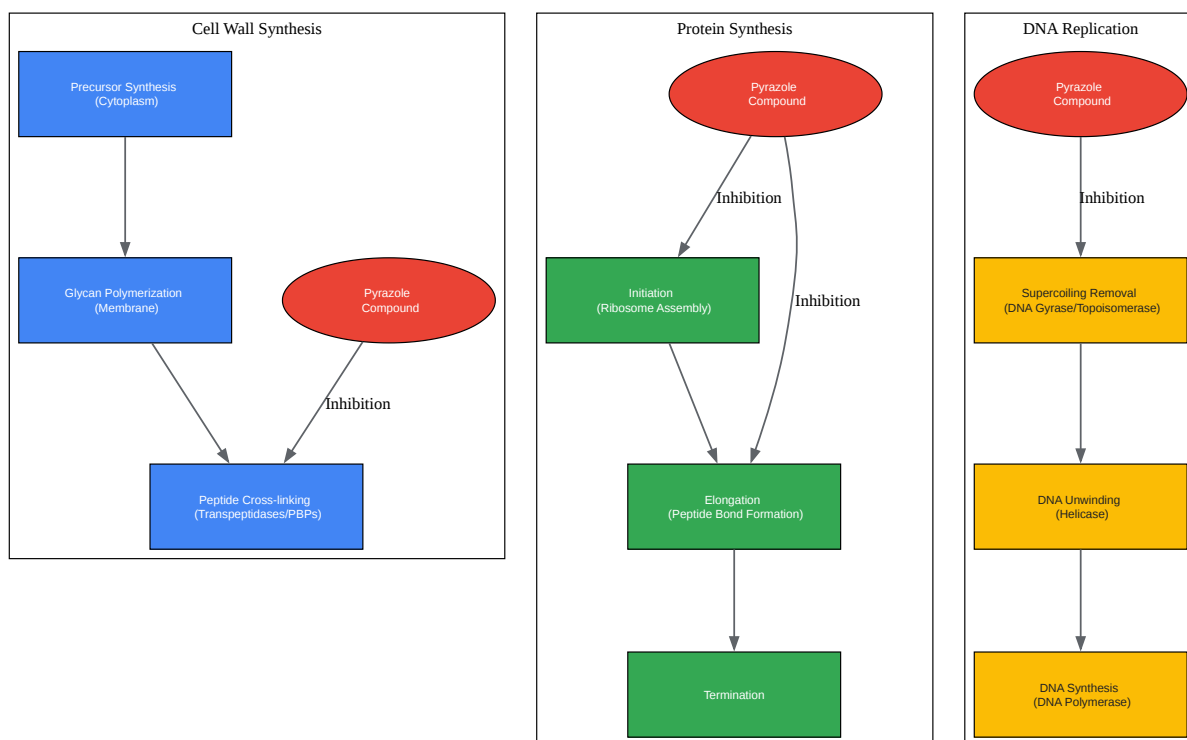 Cell Wall Synthesis
Precursor Synthesis
(Cytoplasm)
Glycan Polymerization
(Membrane)
Pyrazole
Compound
Inhibition
Peptide Cross-linking
(Transpeptidases/PBPs)
Protein Synthesis
Pyrazole
Compound
Inhibition
Initiation
(Ribosome Assembly)
Inhibition
Elongation
(Peptide Bond Formation)
Termination
DNA Replication
Pyrazole
Compound
Inhibition
Supercoiling Removal
(DNA Gyrase/Topoisomerase)
DNA Unwinding
(Helicase)
DNA Synthesis
(DNA Polymerase)